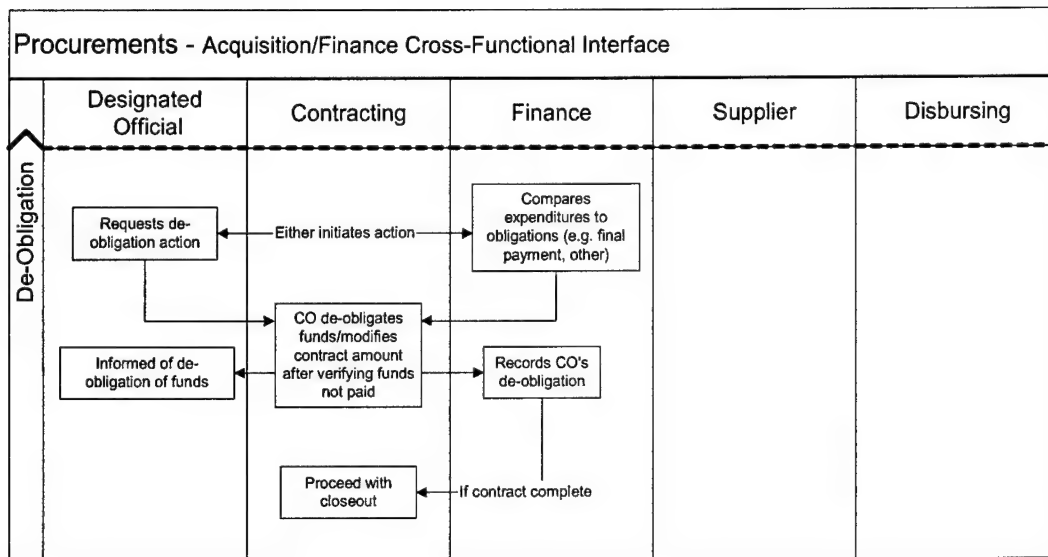 Procurements - Acquisition/Finance Cross-Functional Interface
Designated
Official
Contracting
Finance
Supplier
Disbursing
De-Obligation
Requests de-
obligation action
Either initiates action
Compares
expenditures to
obligations (e.g. final
payment, other)
CO de-obligates
funds/modifies
contract amount
after verifying funds
not paid
Informed of de-
obligation of funds
Records CO's
de-obligation
Proceed with
closeout
If contract complete